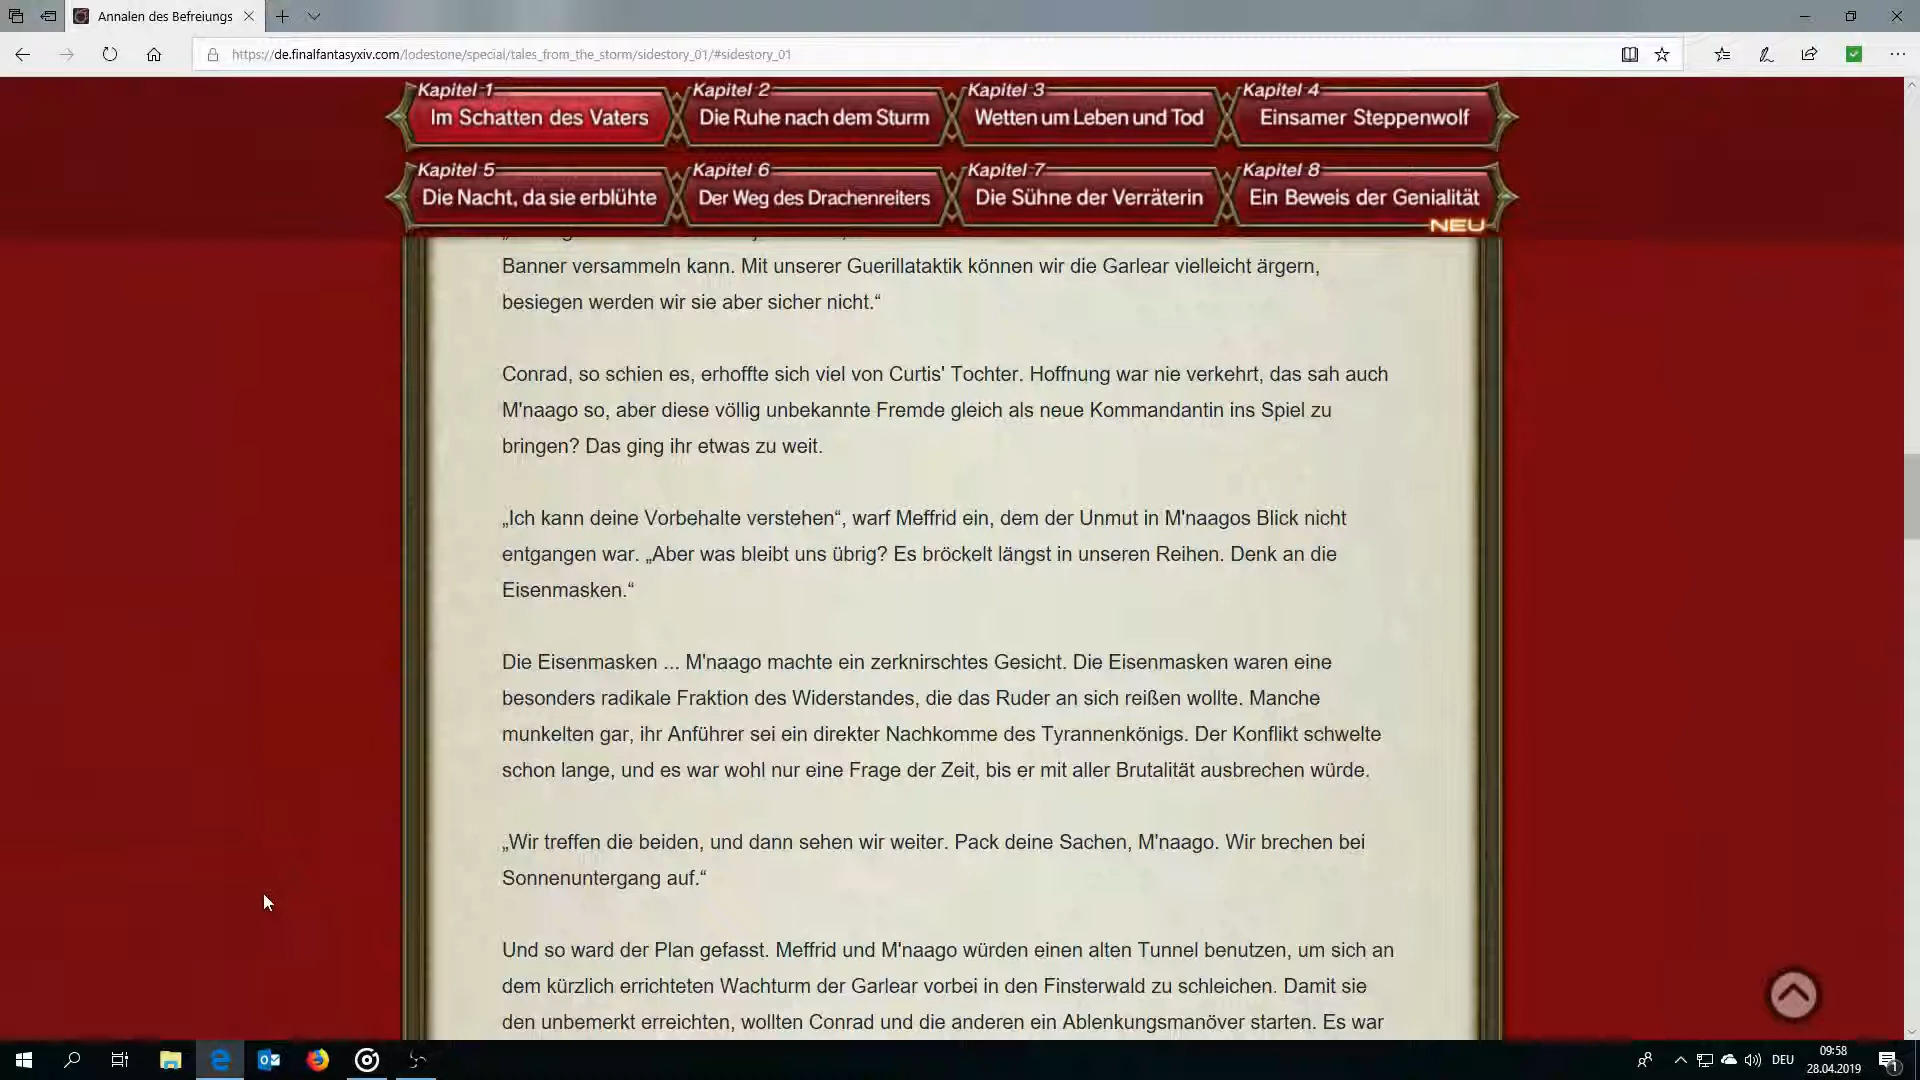 Annalen des Befreiungs
https://de.finalfantasyxiv.com/lodestone/special/tales_from_the_storm/sidestory_01/#sidestory_01
Kapitel 1
Im Schatten des Vaters
Kapitel 2
Die Ruhe nach dem Sturm
Kapitel 3
Wetten um Leben und Tod
Kapitel 4
Einsamer Steppenwolf
Kapitel 5
Die Nacht, da sie erblühte
Kapitel 6
Der Weg des Drachenreiters
Kapitel 7
Die Sühne der Verräterin
Kapitel 8
Ein Beweis der Genialität
NEU
Banner versammeln kann. Mit unserer Guerillataktik können wir die Garlear vielleicht ärgern,
besiegen werden wir sie aber sicher nicht.“
Conrad, so schien es, erhoffte sich viel von Curtis' Tochter. Hoffnung war nie verkehrt, das sah auch
M'naago so, aber diese völlig unbekannte Fremde gleich als neue Kommandantin ins Spiel zu
bringen? Das ging ihr etwas zu weit.
„Ich kann deine Vorbehalte verstehen“, warf Meffrid ein, dem der Unmut in M'naagos Blick nicht
entgangen war. „Aber was bleibt uns übrig? Es bröckelt längst in unseren Reihen. Denk an die
Eisenmasken.“
Die Eisenmasken ... M'naago machte ein zerknirschtes Gesicht. Die Eisenmasken waren eine
besonders radikale Fraktion des Widerstandes, die das Ruder an sich reißen wollte. Manche
munkelten gar, ihr Anführer sei ein direkter Nachkomme des Tyrannenkönigs. Der Konflikt schwelte
schon lange, und es war wohl nur eine Frage der Zeit, bis er mit aller Brutalität ausbrechen würde.
„Wir treffen die beiden, und dann sehen wir weiter. Pack deine Sachen, M'naago. Wir brechen bei
Sonnenuntergang auf.“
Und so ward der Plan gefasst. Meffrid und M'naago würden einen alten Tunnel benutzen, um sich an
dem kürzlich errichteten Wachturm der Garlear vorbei in den Finsterwald zu schleichen. Damit sie
den unbemerkt erreichten, wollten Conrad und die anderen ein Ablenkungsmanöver starten. Es war
DEU
09:58
28.04.2019
1